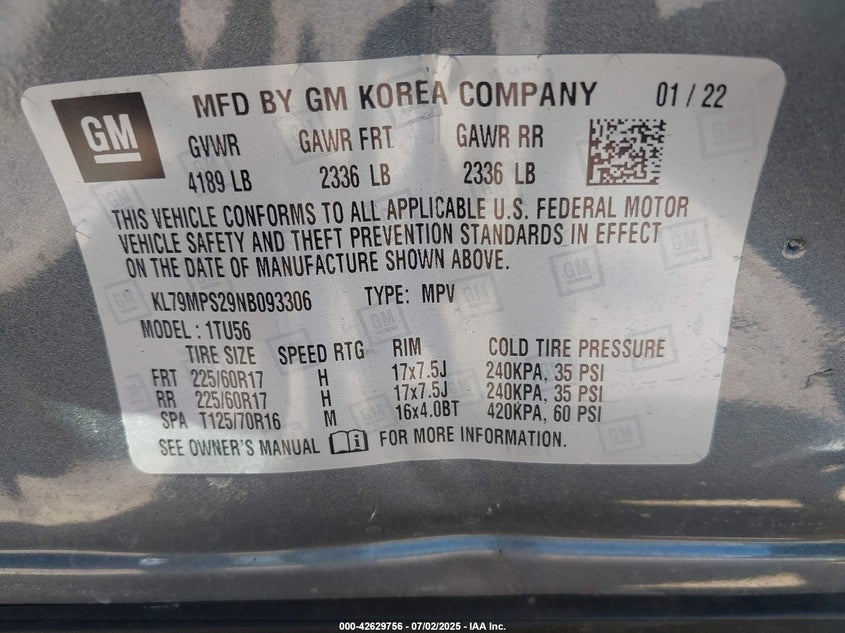 GM
MFD BY GM KOREA COMPANY 01 / 22
GVWR GAWR FRT GAWR RR
4189 LB 2336 LB 2336 LB
THIS VEHICLE CONFORMS TO ALL APPLICABLE U.S. FEDERAL MOTOR
VEHICLE SAFETY AND THEFT PREVENTION STANDARDS IN EFFECT
ON THE DATE OF MANUFACTURE SHOWN ABOVE.
KL79MPS29NB093306 TYPE: MPV
MODEL : 1TU56
TIRE SIZE SPEED RTG RIM COLD TIRE PRESSURE
FRT 225/60R17 H 17x7.5J 240KPA, 35 PSI
RR 225/60R17 H 17x7.5J 240KPA, 35 PSI
SPA T125/70R16 M 16x4.0BT 420KPA, 60 PSI
SEE OWNER'S MANUAL FOR MORE INFORMATION.
000-42629756 - 07/02/2025 - IAA Inc.